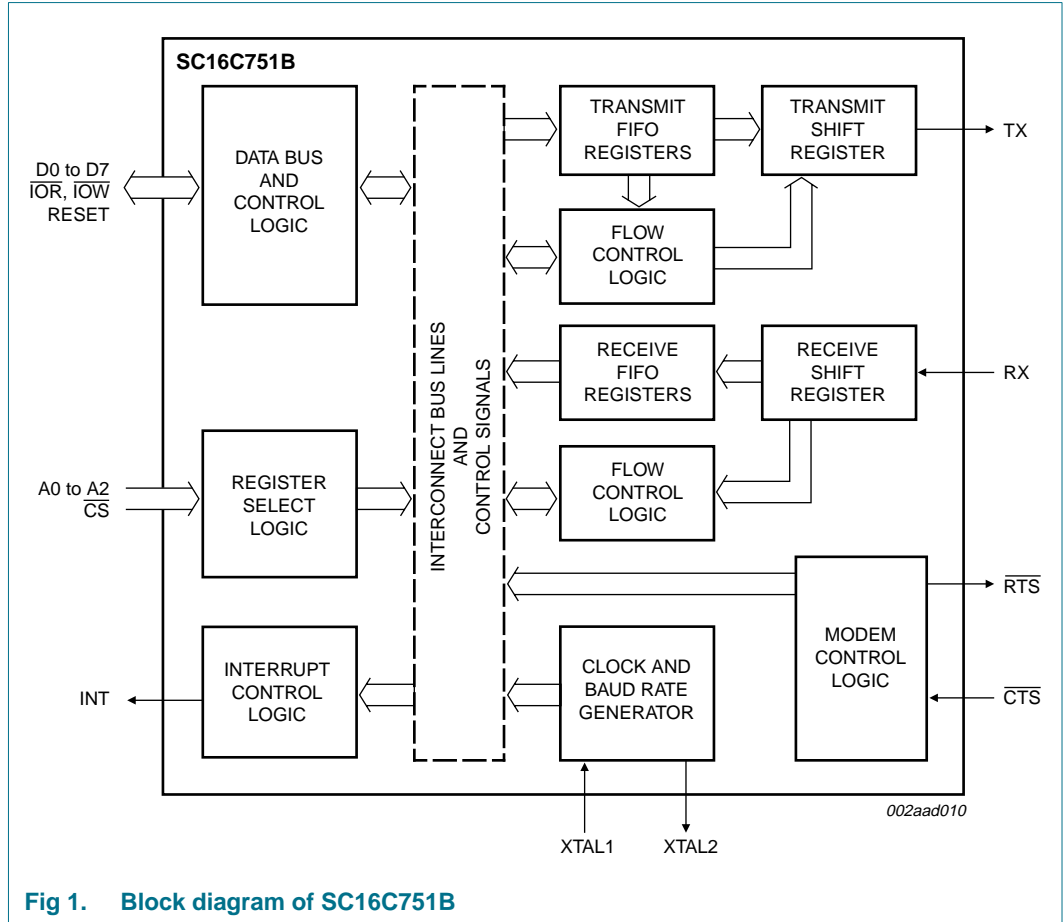 SC16C751B
D0 to D7
IOR, IOW
RESET
DATA BUS
AND
CONTROL
LOGIC
A0 to A2
CS
REGISTER
SELECT
LOGIC
INT
INTERRUPT
CONTROL
LOGIC
INTERCONNECT BUS LINES
AND
CONTROL SIGNALS
TRANSMIT
FIFO
REGISTERS
TRANSMIT
SHIFT
REGISTER
TX
FLOW
CONTROL
LOGIC
RECEIVE
FIFO
REGISTERS
RECEIVE
SHIFT
REGISTER
RX
FLOW
CONTROL
LOGIC
CLOCK AND
BAUD RATE
GENERATOR
MODEM
CONTROL
LOGIC
RTS
CTS
XTAL1
XTAL2
002aad010
Fig 1. Block diagram of SC16C751B